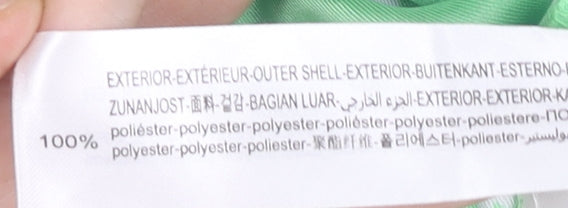 EXTERIOR-EXTÉRIEUR-OUTER SHELL-EXTERIOR-BUITENKANT-ESTERNO-
ZUNANJOST-面料-겉감-BAGIAN LUAR-الجزء الخارجي-EXTERIOR-EXTERIOR-KA
100% poliéster-polyester-polyester-poliéster-polyester-poliestere-ПО
polyester-polyester-poliester-聚酯纤维-폴리에스터-poliester-بوليستر